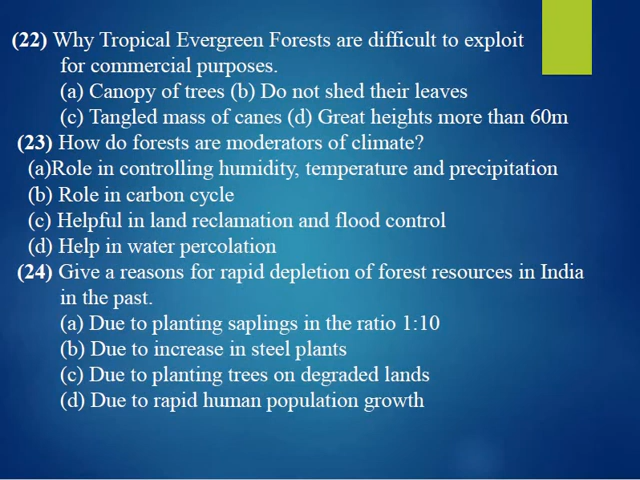 (22) Why Tropical Evergreen Forests are difficult to exploit
for commercial purposes.
(a) Canopy of trees (b) Do not shed their leaves
(c) Tangled mass of canes (d) Great heights more than 60m
(23) How do forests are moderators of climate?
(a)Role in controlling humidity, temperature and precipitation
(b) Role in carbon cycle
(c) Helpful in land reclamation and flood control
(d) Help in water percolation
(24) Give a reasons for rapid depletion of forest resources in India
in the past.
(a) Due to planting saplings in the ratio 1:10
(b) Due to increase in steel plants
(c) Due to planting trees on degraded lands
(d) Due to rapid human population growth